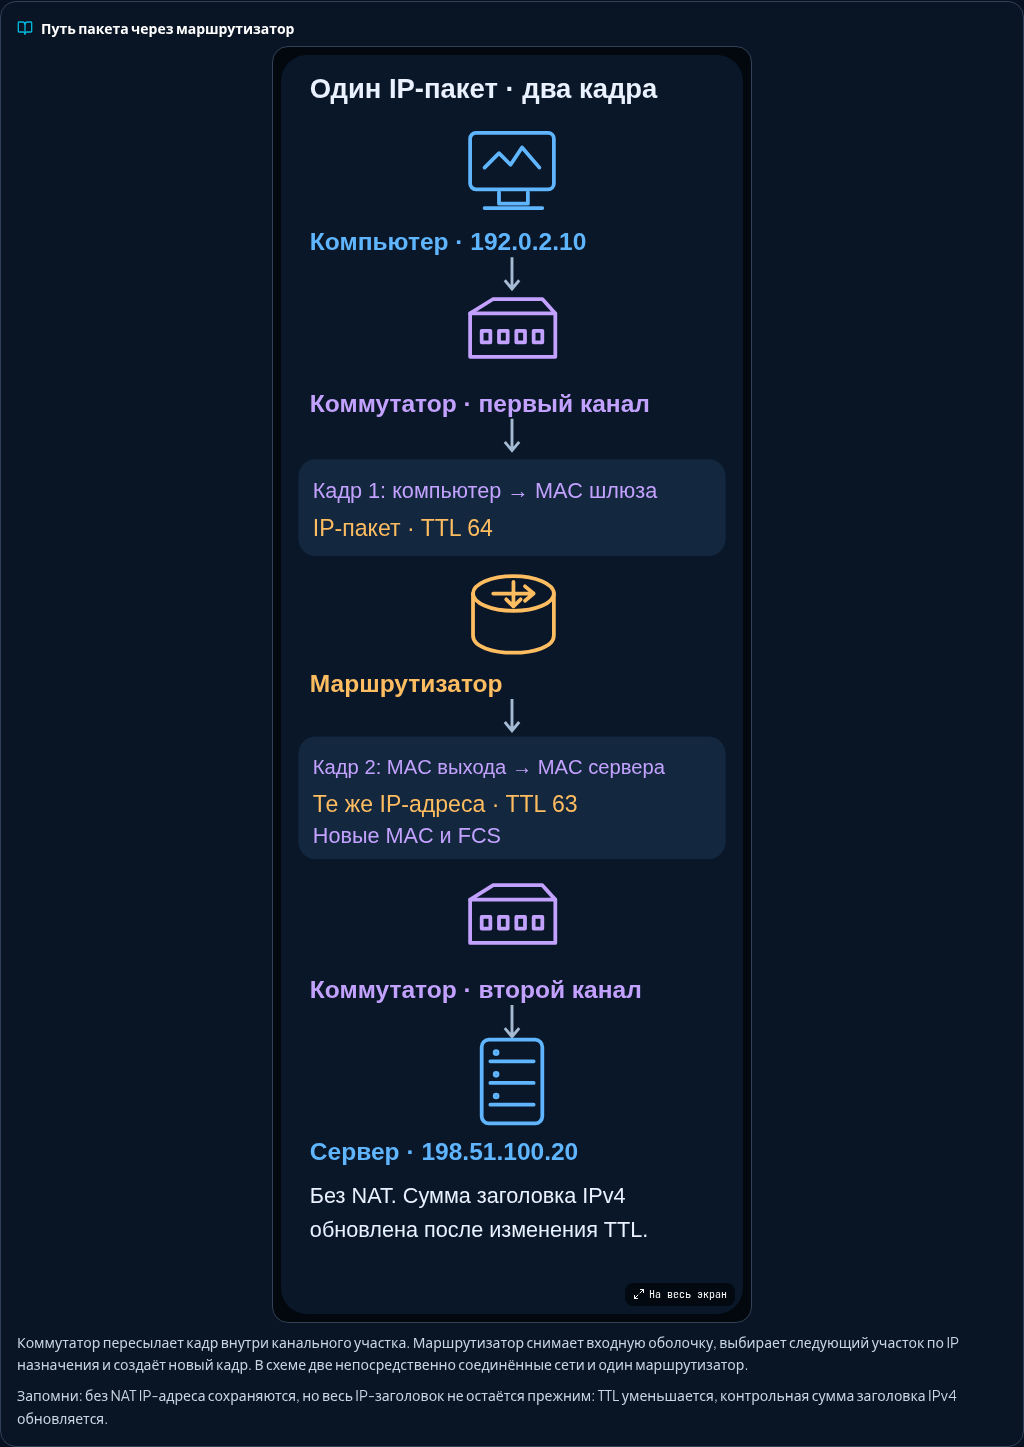 Путь пакета через маршрутизатор
Один IP-пакет · два кадра
Компьютер · 192.0.2.10
Коммутатор · первый канал
Кадр 1: компьютер → MAC шлюза
IP-пакет · TTL 64
Маршрутизатор
Кадр 2: MAC выхода → MAC сервера
Те же IP-адреса · TTL 63
Новые MAC и FCS
Коммутатор · второй канал
Сервер · 198.51.100.20
Без NAT. Сумма заголовка IPv4
обновлена после изменения TTL.
На весь экран
Коммутатор пересылает кадр внутри канального участка. Маршрутизатор снимает входную оболочку, выбирает следующий участок по IP
назначения и создаёт новый кадр. В схеме две непосредственно соединённые сети и один маршрутизатор.
Запомни: без NAT IP-адреса сохраняются, но весь IP-заголовок не остаётся прежним: TTL уменьшается, контрольная сумма заголовка IPv4
обновляется.